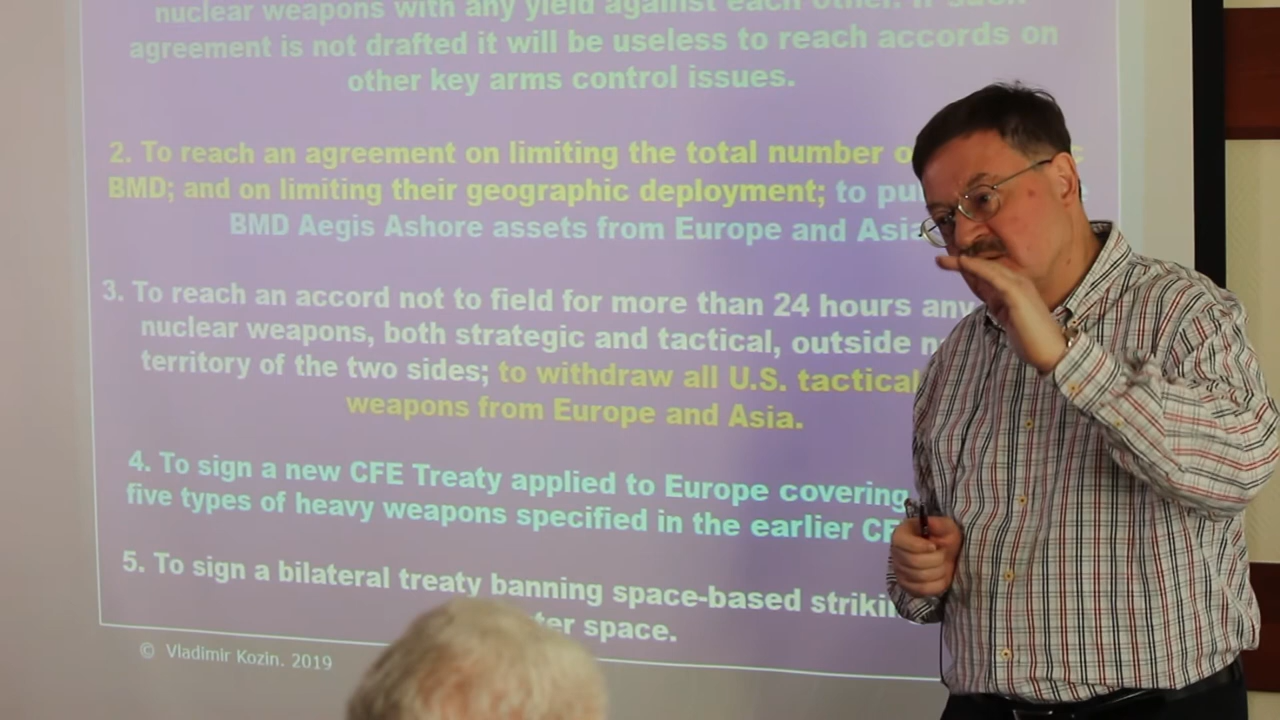 nuclear weapons with any yield against each other. If such
agreement is not drafted it will be useless to reach accords on
other key arms control issues.
2. To reach an agreement on limiting the total number
BMD; and on limiting their geographic deployment; to
BMD Aegis Ashore assets from Europe and Asia
3. To reach an accord not to field for more than 24 hours
nuclear weapons, both strategic and tactical, outside
territory of the two sides; to withdraw all U.S. tactical
weapons from Europe and Asia.
4. To sign a new CFE Treaty applied to Europe covering
five types of heavy weapons specified in the earlier
5. To sign a bilateral treaty banning space-based
space.
© Vladimir Kozin. 2019